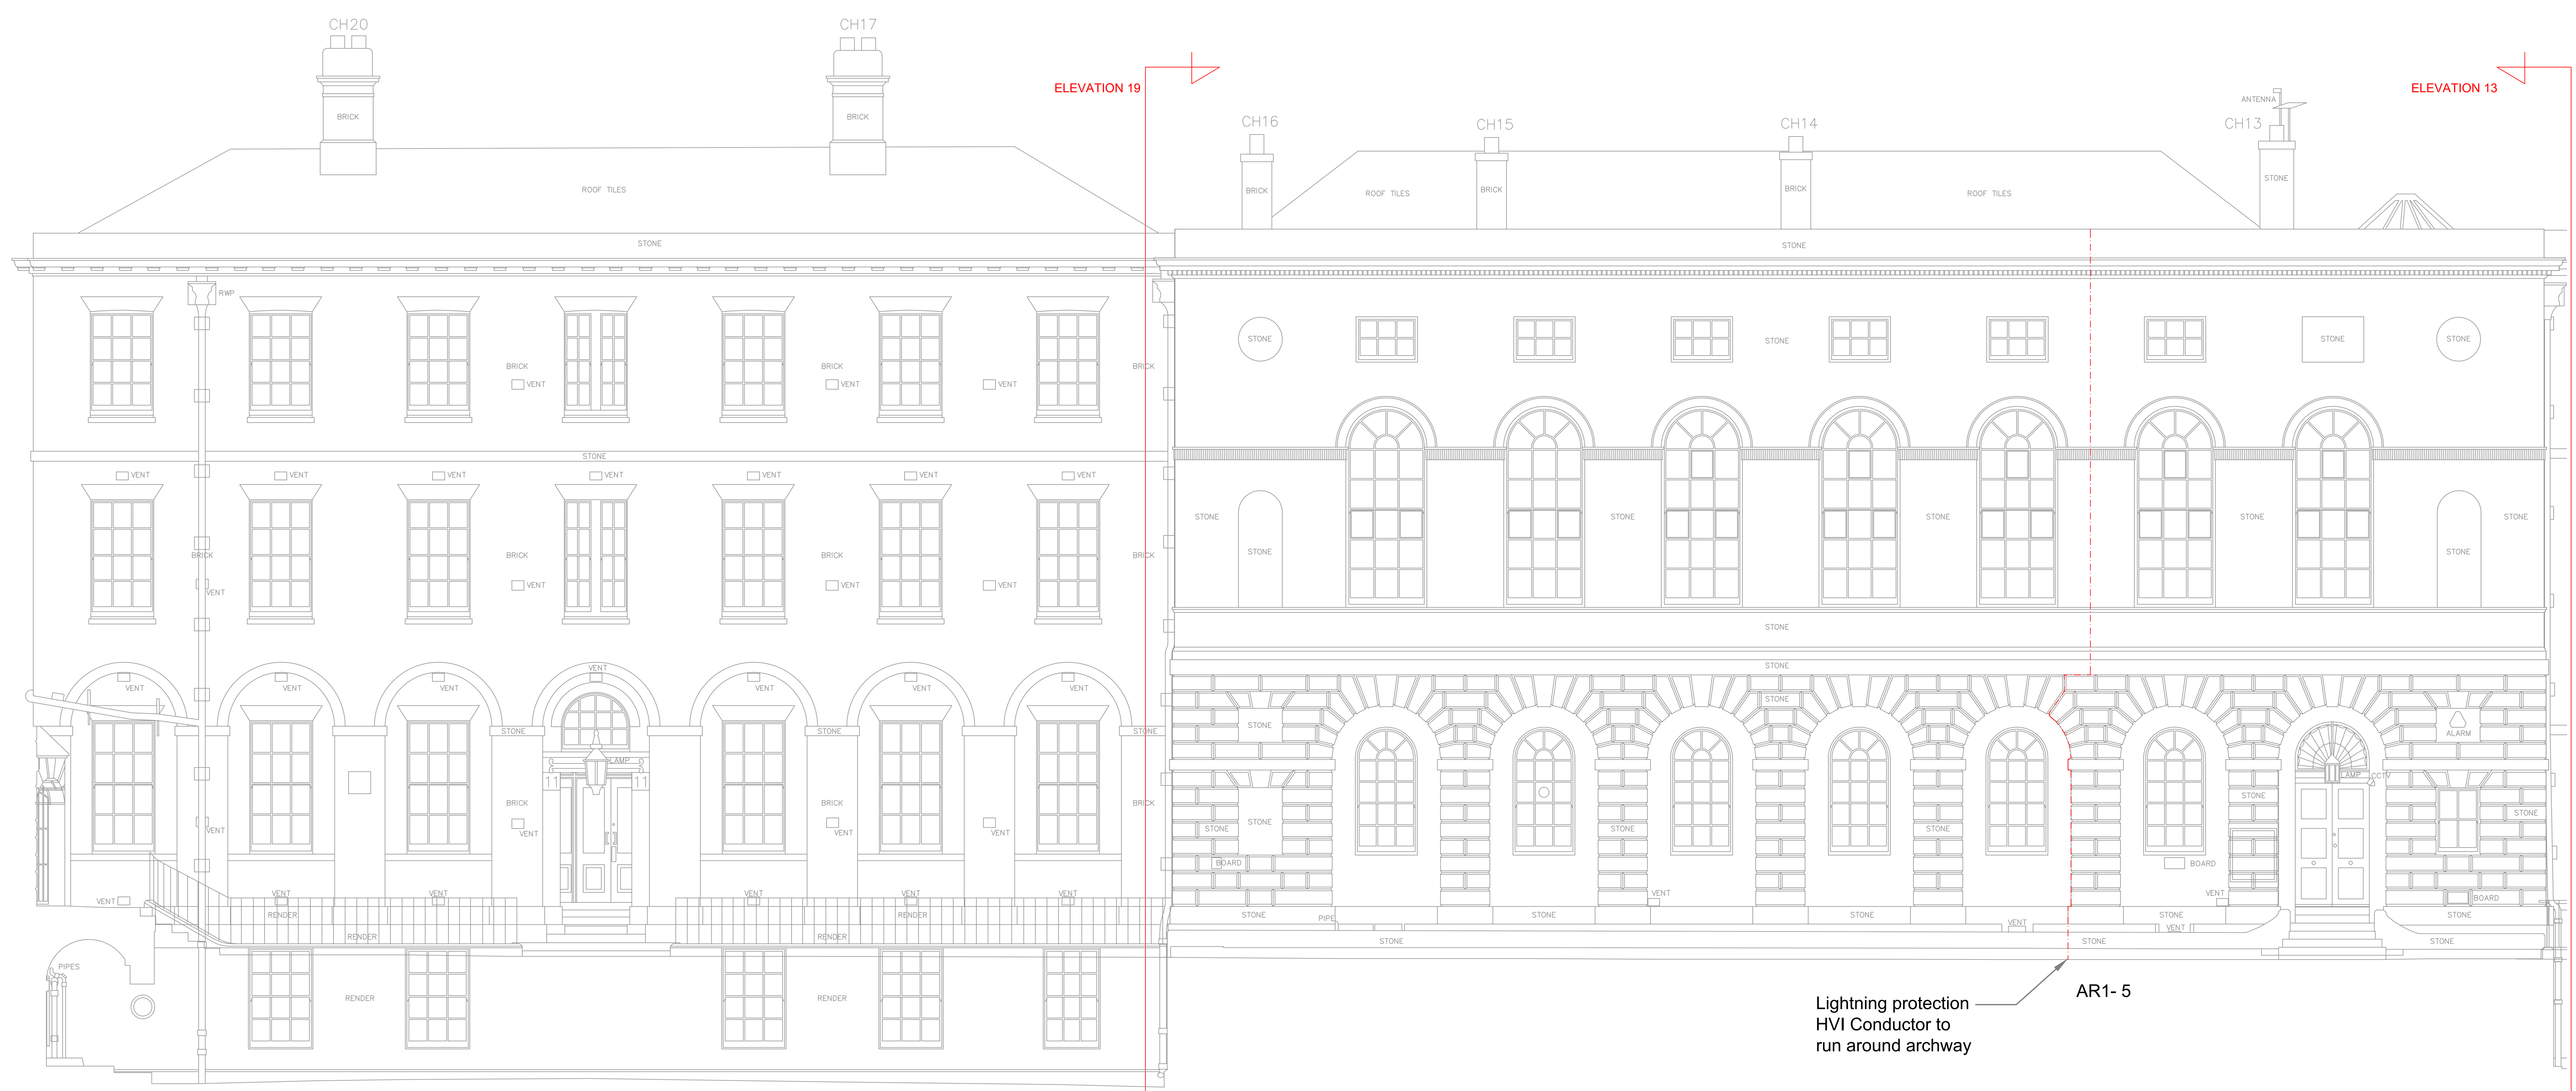 CH20
CH17
ELEVATION 19
ELEVATION 13
ANTENNA
CH16
CH15
CH14
CH13
BRICK
BRICK
BRICK
ROOF TILES
BRICK
BRICK
ROOF TILES
STONE
ROOF TILES
STONE
STONE
RWP
STONE
STONE
STONE
STONE
BRICK
BRICK
BRICK
VENT
VENT
VENT
STONE
VENT
VENT
VENT
VENT
VENT
VENT
VENT
STONE
STONE
STONE
STONE
STONE
BRICK
BRICK
BRICK
BRICK
STONE
STONE
VENT
VENT
VENT
VENT
STONE
STONE
VENT
VENT
VENT
VENT
VENT
VENT
VENT
STONE
STONE
STONE
STONE
STONE
ALARM
LAMP
LAMP
CCTV
11
11
STONE
BRICK
BRICK
BRICK
STONE
STONE
STONE
STONE
STONE
VENT
VENT
VENT
VENT
BOARD
BOARD
VENT
VENT
VENT
VENT
VENT
VENT
VENT
VENT
BOARD
RENDER
RENDER
STONE
PIPE
STONE
STONE
STONE
STONE
VENT
VENT
RENDER
RENDER
STONE
STONE
STONE
PIPES
RENDER
RENDER
AR1- 5
Lightning protection
HVI Conductor to
run around archway